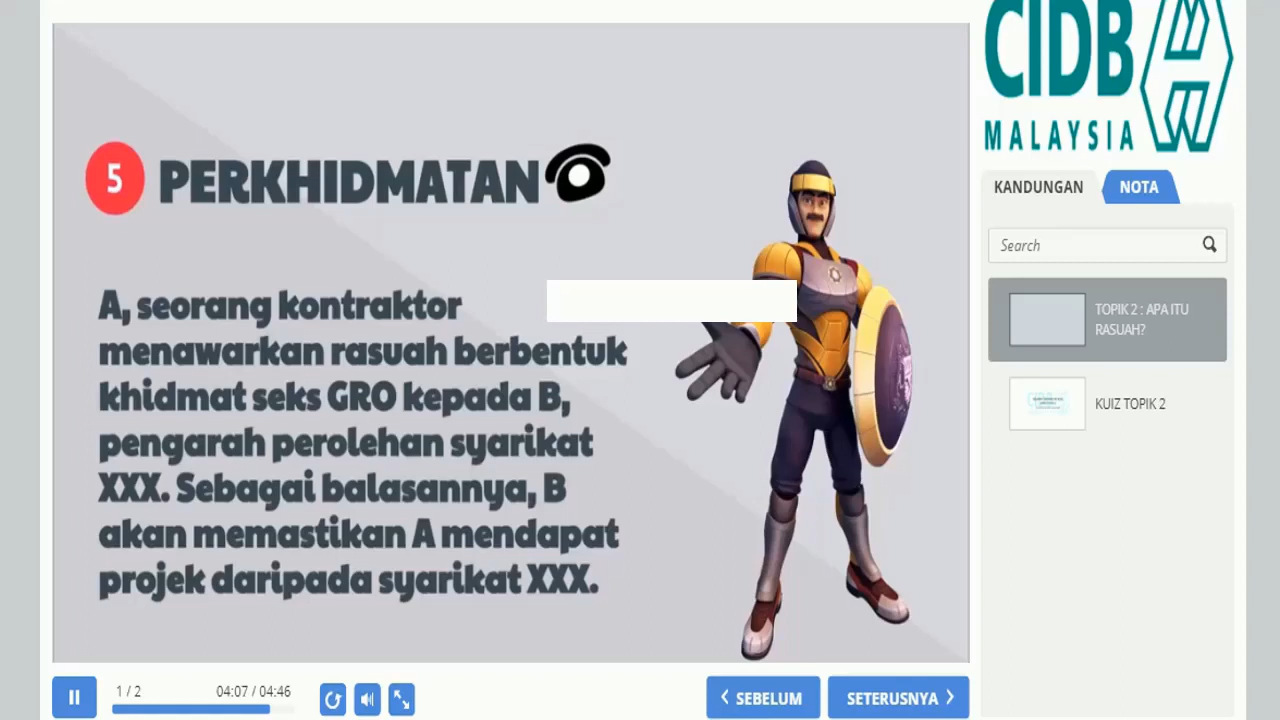 CIDB
MALAYSIA
KANDUNGAN
NOTA
5 PERKHIDMATAN
Search
A, seorang kontraktor
menawarkan rasuah berbentuk
khidmat seks GRO kepada B,
pengarah perolehan syarikat
XXX. Sebagai balasannya, B
akan memastikan A mendapat
projek daripada syarikat XXX.
TOPIK 2 : APA ITU
RASUAH?
KUIZ TOPIK 2
1 / 2
04:07 / 04:46
SEBELUM
SETERUSNYA